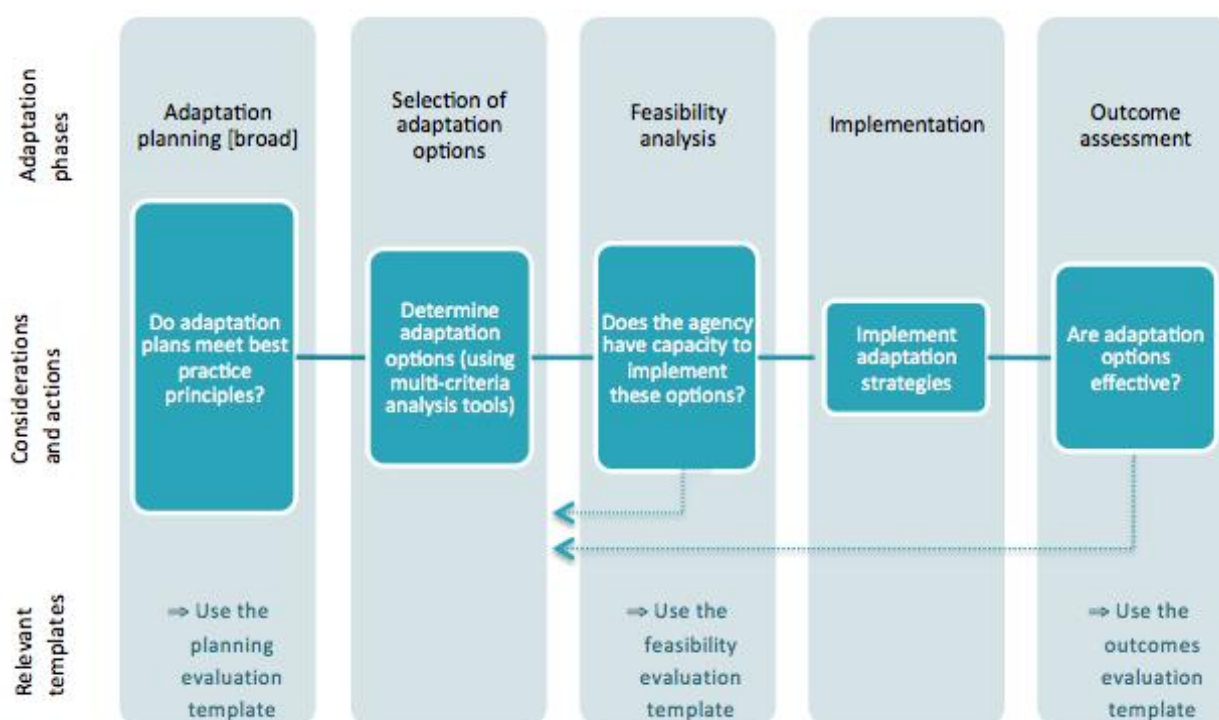 Adaptation
phases
Adaptation
planning [broad]
Selection of
adaptation
options
Feasibility
analysis
Implementation
Outcome
assessment
Considerations
and actions
Do adaptation
plans meet best
practice
principles?
Determine
adaptation
options (using
multi-criteria
analysis tools)
Does the agency
have capacity to
implement
these options?
Implement
adaptation
strategies
Are adaptation
options
effective?
Relevant
templates
⇒ Use the
planning
evaluation
template
⇒ Use the
feasibility
evaluation
template
⇒ Use the
outcomes
evaluation
template